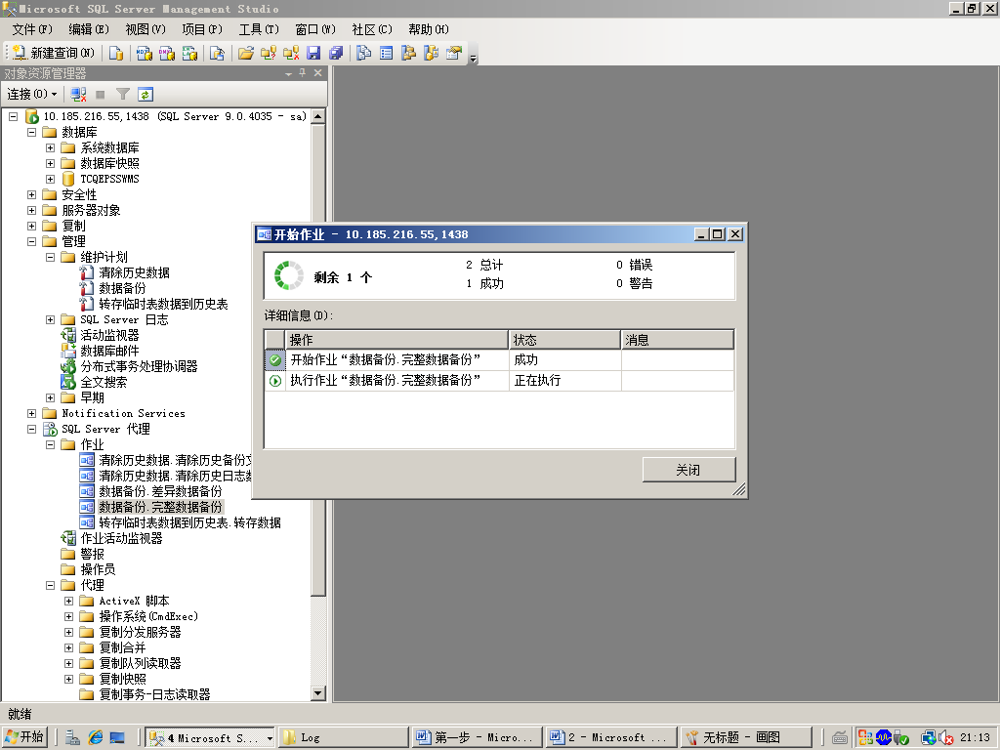 Microsoft SQL Server Management Studio
文件(F) 编辑(E) 视图(V) 项目(P) 工具(T) 窗口(W) 社区(C) 帮助(H)
新建查询(N)
对象资源管理器
连接(O)
10.185.216.55,1438 (SQL Server 9.0.4035 - sa)
数据库
系统数据库
数据库快照
TCQEPSSWMS
安全性
服务器对象
复制
管理
维护计划
清除历史数据
数据备份
转存临时表数据到历史表
SQL Server 日志
活动监视器
数据库邮件
分布式事务处理协调器
全文搜索
早期
Notification Services
SQL Server 代理
作业
清除历史数据.清除历史备份
清除历史数据.清除历史日志
数据备份.差异数据备份
数据备份.完整数据备份
转存临时表数据到历史表.转存数据
作业活动监视器
警报
操作员
代理
ActiveX 脚本
操作系统(CmdExec)
复制分发服务器
复制合并
复制队列读取器
复制快照
复制事务-日志读取器
开始作业 - 10.185.216.55,1438
剩余 1 个
2 总计 0 错误
1 成功 0 警告
详细信息(D):
操作 状态 消息
开始作业“数据备份.完整数据备份” 成功
执行作业“数据备份.完整数据备份” 正在执行
关闭
就绪
开始 4 Microsoft S... Log 第一步 - Micro... 2 - Microsoft ... 无标题 - 画图 21:13